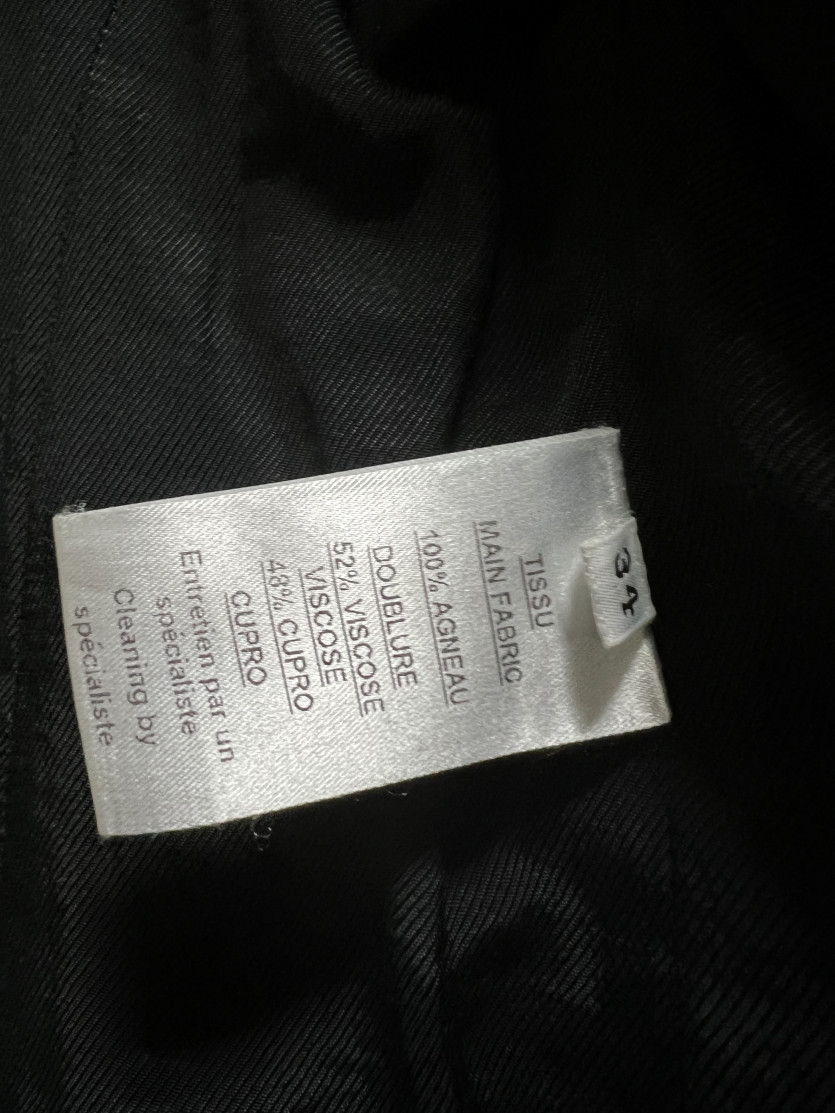 34
TISSU
MAIN FABRIC
100% AGNEAU
DOUBLURE
52% VISCOSE
VISCOSE
48% CUPRO
CUPRO
Entretien par un
spécialiste
Cleaning by
spécialiste